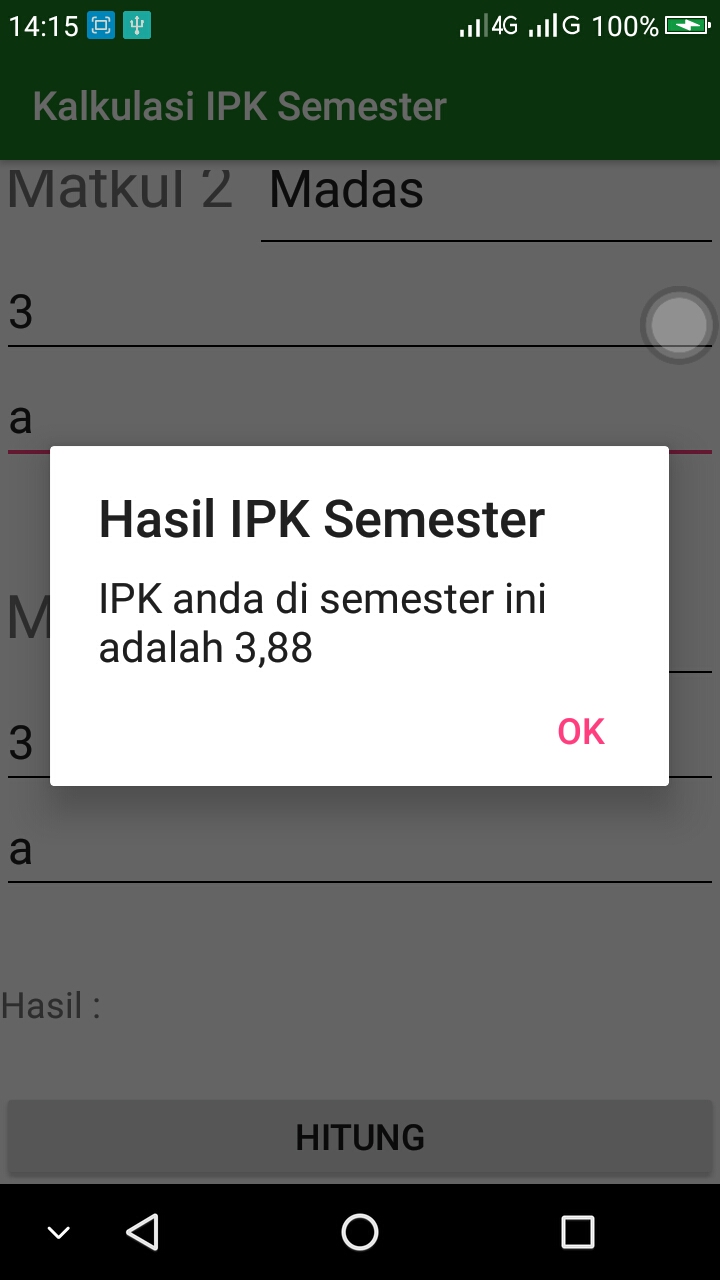 14:15 4G G 100%
Kalkulasi IPK Semester
Matkul 2 Madas
3
a
Hasil IPK Semester
IPK anda di semester ini
adalah 3,88
OK
M
3
a
Hasil :
HITUNG